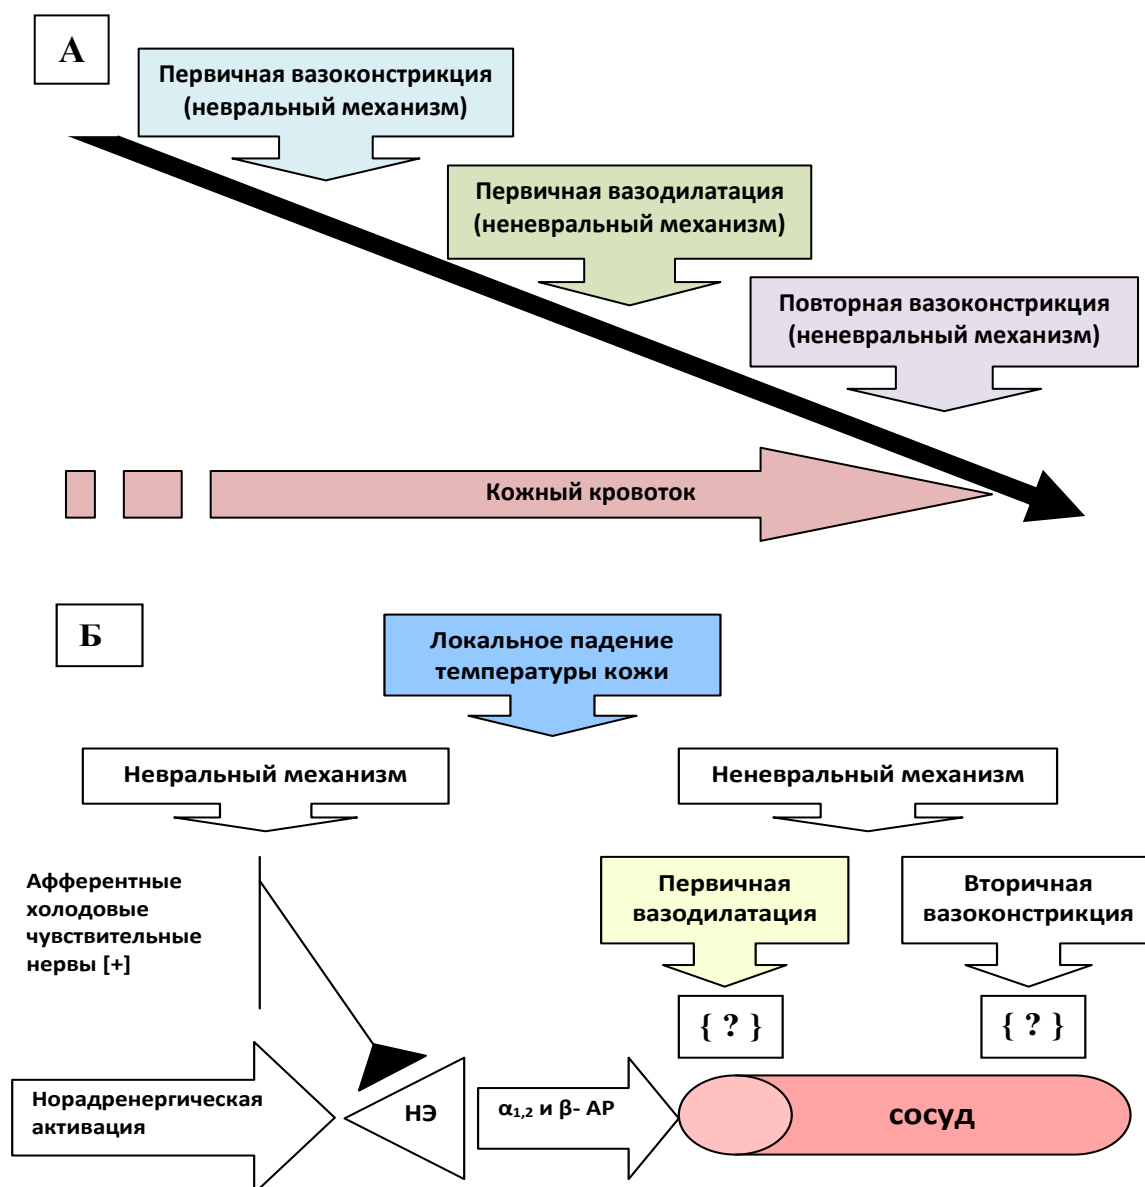 А
Первичная вазоконстрикция
(невральный механизм)
Первичная вазодилатация
(неневральный механизм)
Повторная вазоконстрикция
(неневральный механизм)
Кожный кровоток
Б
Локальное падение
температуры кожи
Невральный механизм
Неневральный механизм
Афферентные
холодовые
чувствительные
нервы [+]
Первичная
вазодилатация
Вторичная
вазоконстрикция
{ ? }
{ ? }
Норадренергическая
активация
НЭ
α1,2 и β- АР
сосуд